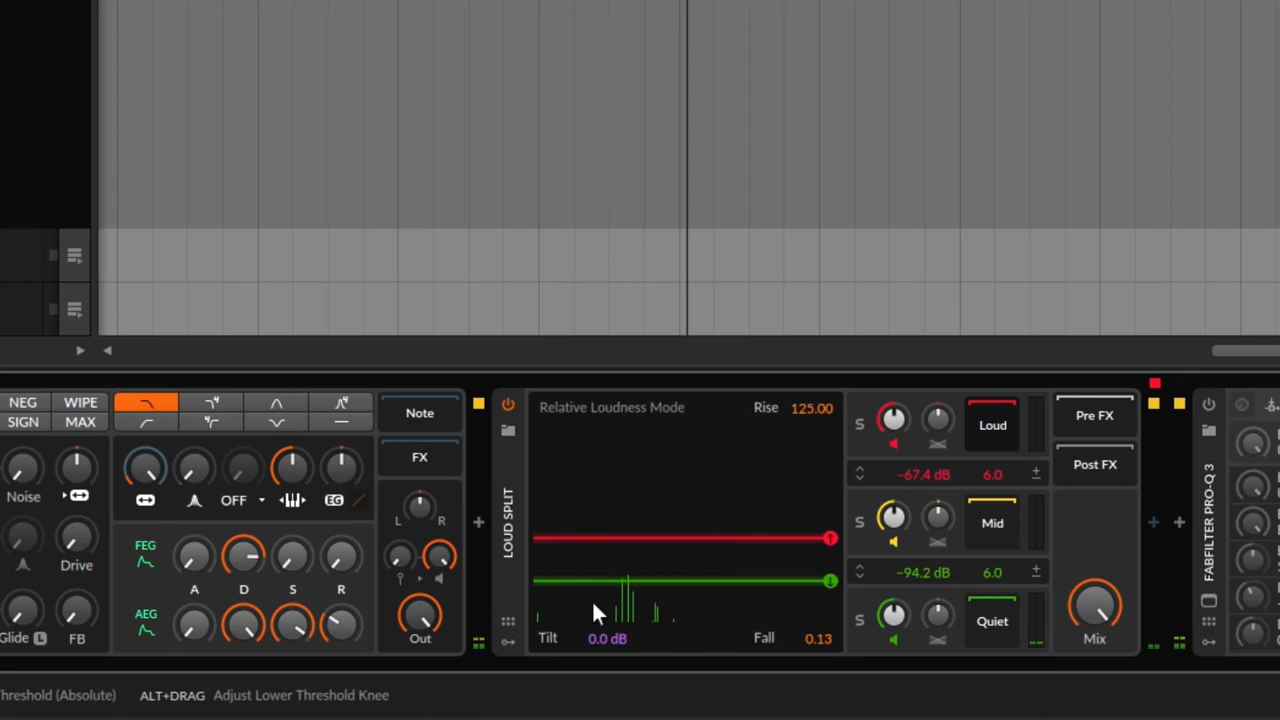 NEG WIPE
SIGN MAX
Noise
Drive
Glide L FB
OFF
EG
FEG
A D S R
AEG
Note
FX
L R
Out
LOUD SPLIT
Relative Loudness Mode Rise 125.00
Tilt 0.0 dB Fall 0.13
S Loud
-67.4 dB 6.0
S Mid
-94.2 dB 6.0
S Quiet
Pre FX
Post FX
Mix
FABFILTER PRO-Q 3
Threshold (Absolute) ALT+DRAG Adjust Lower Threshold Knee